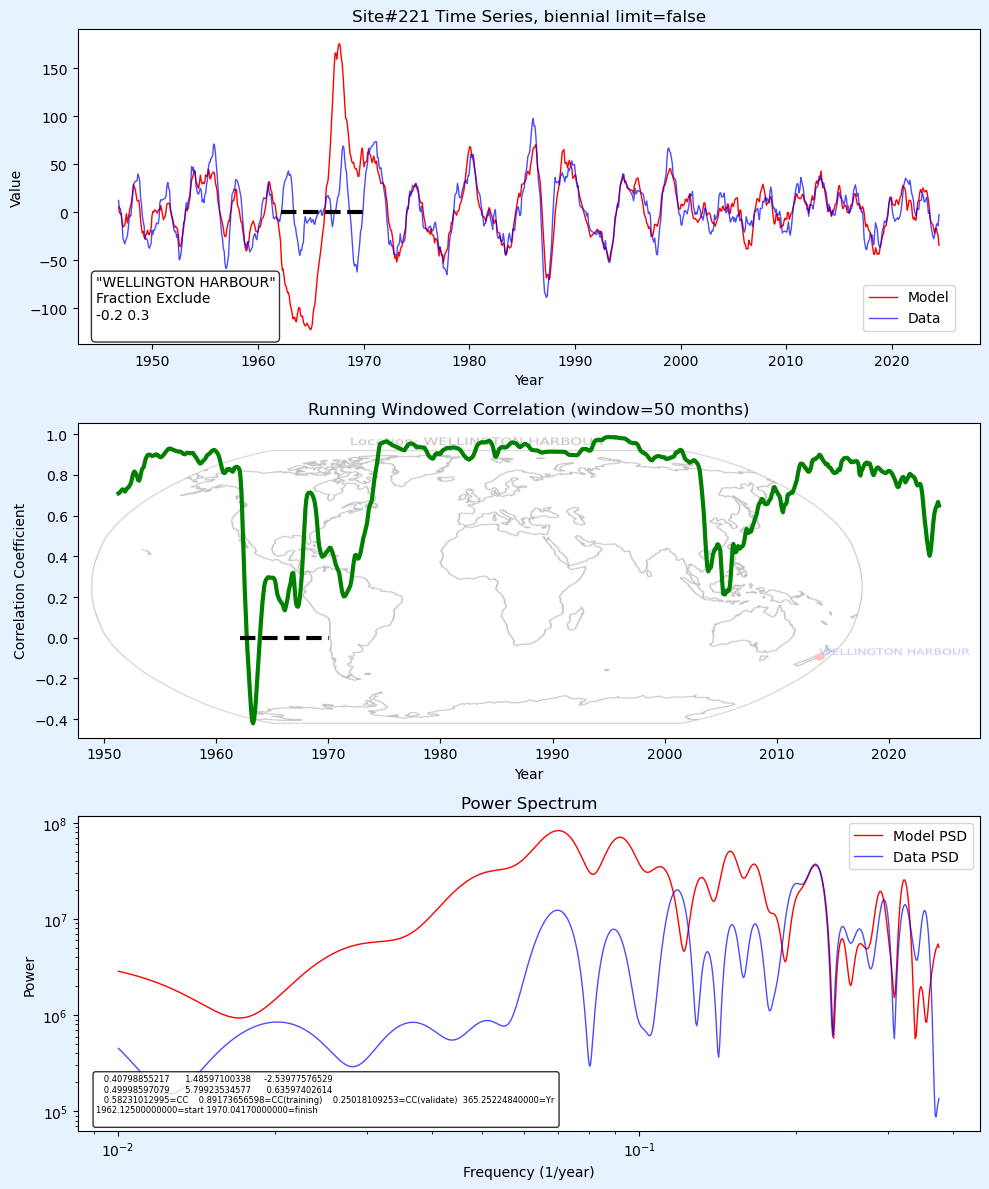 Site#221 Time Series, biennial limit=false
Value
150
100
50
0
−50
−100
"WELLINGTON HARBOUR"
Fraction Exclude
-0.2 0.3
Model
Data
1950
1960
1970
1980
1990
2000
2010
2020
Year
Running Windowed Correlation (window=50 months)
Correlation Coefficient
1.0
0.8
0.6
0.4
0.2
0.0
−0.2
−0.4
Location: WELLINGTON HARBOUR
WELLINGTON HARBOUR
1950
1960
1970
1980
1990
2000
2010
2020
Year
Power Spectrum
Power
10^8
10^7
10^6
10^5
Model PSD
Data PSD
0.40798855217 1.48597100338 -2.53977576529
0.49998597079 5.79923534577 0.63597402614
0.58231012995=CC 0.89173656598=CC(training) 0.25018109253=CC(validate) 365.25224840000=Yr
1962.12500000000=start 1970.04170000000=finish
10^−2
10^−1
Frequency (1/year)